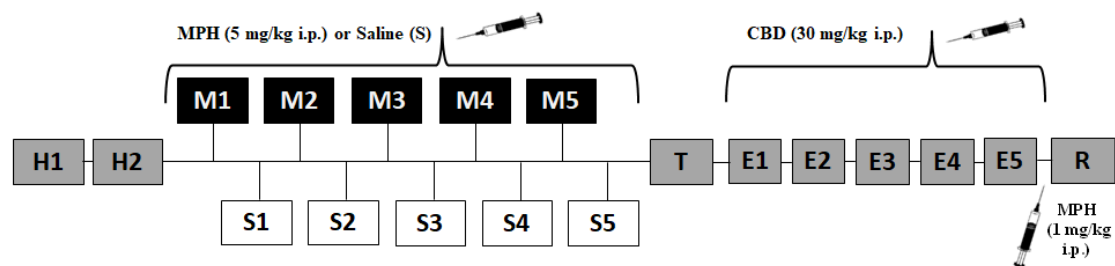 MPH (5 mg/kg i.p.) or Saline (S)
CBD (30 mg/kg i.p.)
M1 M2 M3 M4 M5
H1 H2 T E1 E2 E3 E4 E5 R
S1 S2 S3 S4 S5
MPH
(1 mg/kg
i.p.)